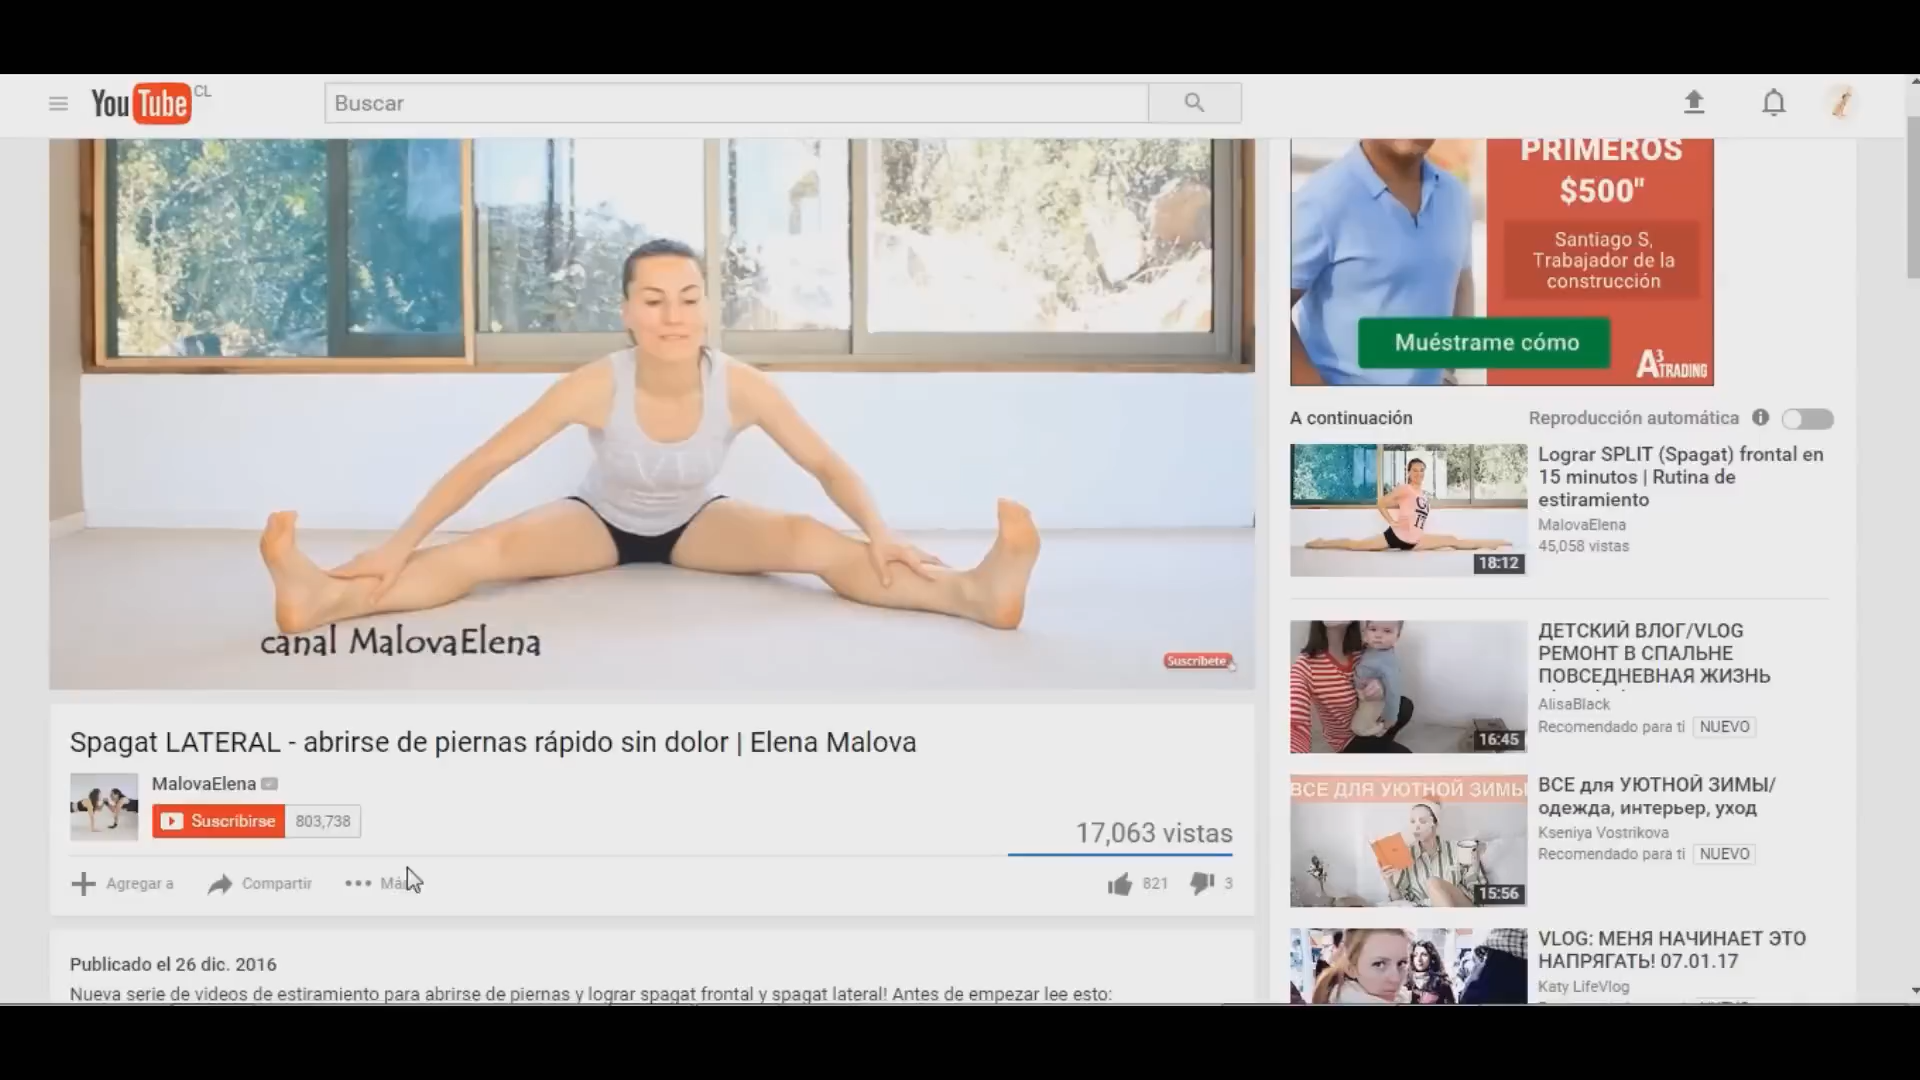 YouTube CL
Buscar
canal MalovaElena
Suscríbete
Spagat LATERAL - abrirse de piernas rápido sin dolor | Elena Malova
MalovaElena
Suscribirse 803,738
17,063 vistas
Agregar a Compartir 821 3
Publicado el 26 dic. 2016
Nueva serie de videos de estiramiento para abrirse de piernas y lograr spagat frontal y spagat lateral! Antes de empezar lee esto:
PRIMEROS
$500"
Santiago S,
Trabajador de la
construcción
Muéstrame cómo
A3TRADING
A continuación Reproducción automática
Lograr SPLIT (Spagat) frontal en
15 minutos | Rutina de
estiramiento
MalovaElena
45,058 vistas
18:12
ДЕТСКИЙ ВЛОГ/VLOG
РЕМОНТ В СПАЛЬНЕ
ПОВСЕДНЕВНАЯ ЖИЗНЬ
AlisaBlack
Recomendado para ti NUEVO
16:45
ВСЕ ДЛЯ УЮТНОЙ ЗИМЫ
ВСЕ для УЮТНОЙ ЗИМЫ/
одежда, интерьер, уход
Kseniya Vostrikova
Recomendado para ti NUEVO
15:56
VLOG: МЕНЯ НАЧИНАЕТ ЭТО
НАПРЯГАТЬ! 07.01.17
Katy LifeVlog